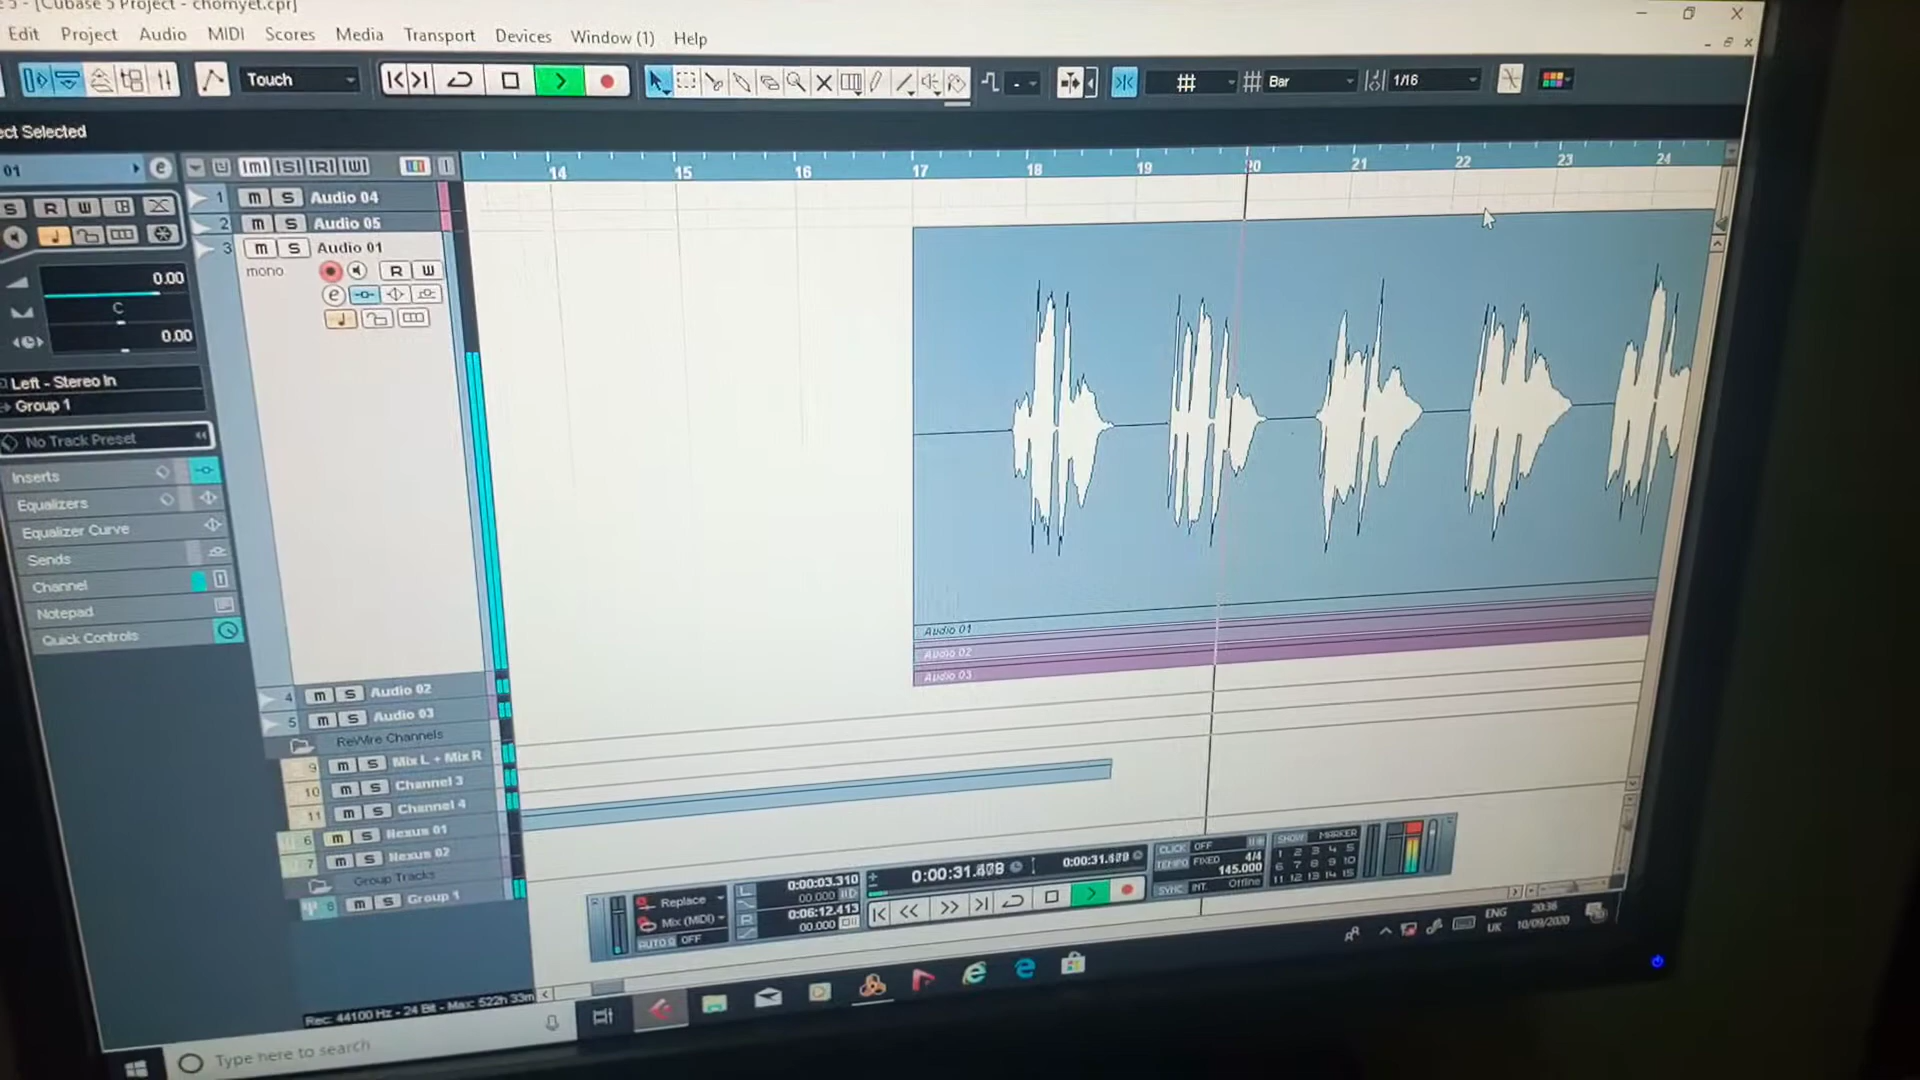 5 - [Cubase 5 Project - chomyet.cpr]
Edit Project Audio MIDI Scores Media Transport Devices Window (1) Help
Touch
Bar
1/16
ect Selected
01
14 15 16 17 18 19 20 21 22 23 24
S R W
0.00
C
0.00
Left - Stereo In
Group 1
No Track Preset
Inserts
Equalizers
Equalizer Curve
Sends
Channel
Notepad
Quick Controls
1 m S Audio 04
2 m S Audio 05
3 m S Audio 01
mono
R W
e
4 m S Audio 02
5 m S Audio 03
ReWire Channels
9 m S Mix L + Mix R
10 m S Channel 3
11 m S Channel 4
6 m S Nexus 01
7 m S Nexus 02
Group Tracks
8 m S Group 1
Audio 01
Audio 02
Audio 03
Replace
Mix (MIDI)
AUTO Q OFF
L 0:00:03.310
00.000
R 0:06:12.413
00.000
0:00:31.408
CLICK OFF
TEMPO FIXED 4/4
145.000
SYNC INT. Offline
SHOW MARKER
1 2 3 4 5
6 7 8 9 10
11 12 13 14 15
Rec: 44100 Hz - 24 Bit - Max: 522h 33m
Type here to search
ENG
UK
20:36
10/09/2020